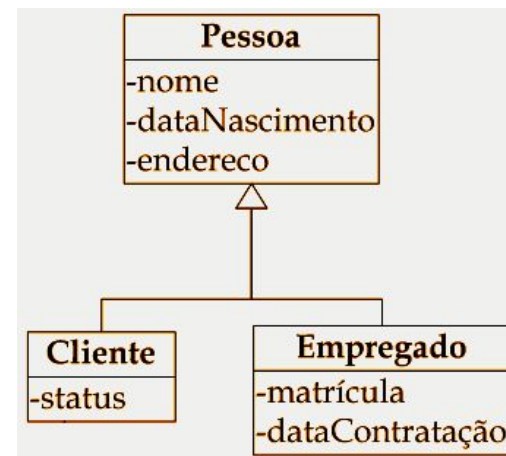 Pessoa
-nome
-dataNascimento
-endereco
Cliente
-status
Empregado
-matrícula
-dataContratação